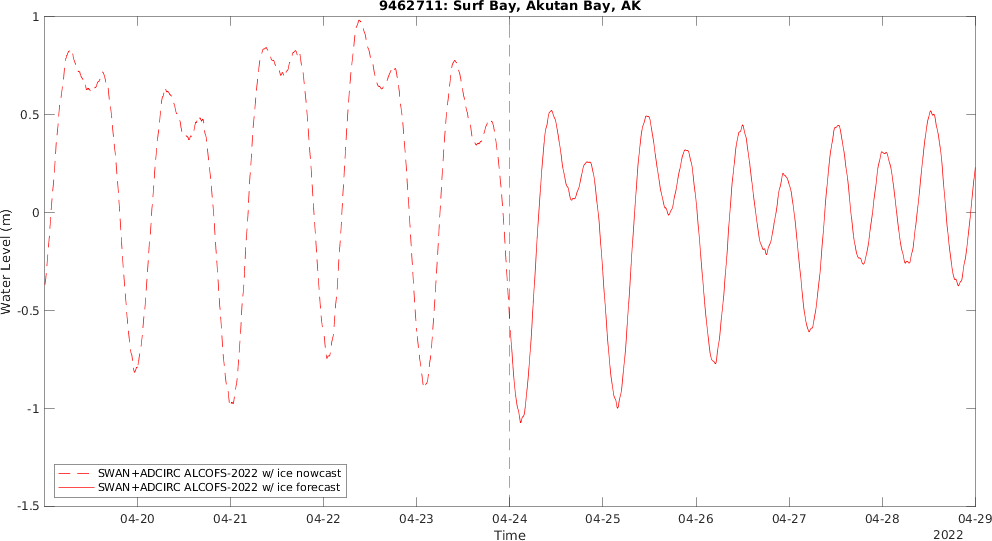 9462711: Surf Bay, Akutan Bay, AK
1
0.5
0
-0.5
-1
-1.5
Water Level (m)
SWAN+ADCIRC ALCOFS-2022 w/ ice nowcast
SWAN+ADCIRC ALCOFS-2022 w/ ice forecast
04-20 04-21 04-22 04-23 04-24 04-25 04-26 04-27 04-28 04-29
Time
2022